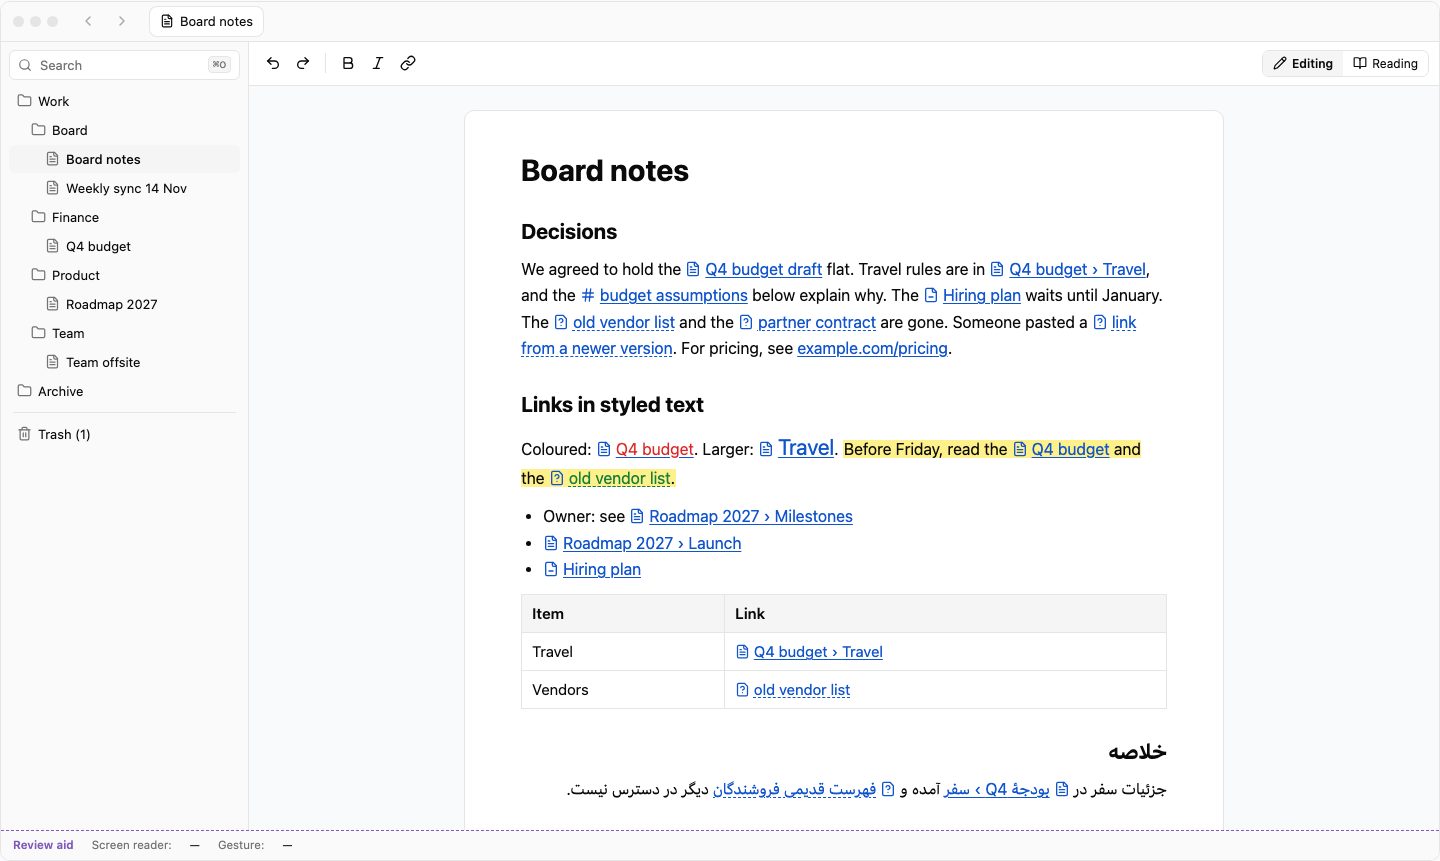 Board notes
Search ⌘O
Work
Board
Board notes
Weekly sync 14 Nov
Finance
Q4 budget
Product
Roadmap 2027
Team
Team offsite
Archive
Trash (1)
B I
Editing Reading
Board notes
Decisions
We agreed to hold the Q4 budget draft flat. Travel rules are in Q4 budget › Travel,
and the # budget assumptions below explain why. The Hiring plan waits until January.
The old vendor list and the partner contract are gone. Someone pasted a link
from a newer version. For pricing, see example.com/pricing.
Links in styled text
Coloured: Q4 budget. Larger: Travel. Before Friday, read the Q4 budget and
the old vendor list.
• Owner: see Roadmap 2027 › Milestones
• Roadmap 2027 › Launch
• Hiring plan
Item Link
Travel Q4 budget › Travel
Vendors old vendor list
خلاصه
جزئیات سفر در بودجهٔ Q4 › سفر آمده و فهرست قدیمی فروشندگان دیگر در دسترس نیست.
Review aid Screen reader: — Gesture: —